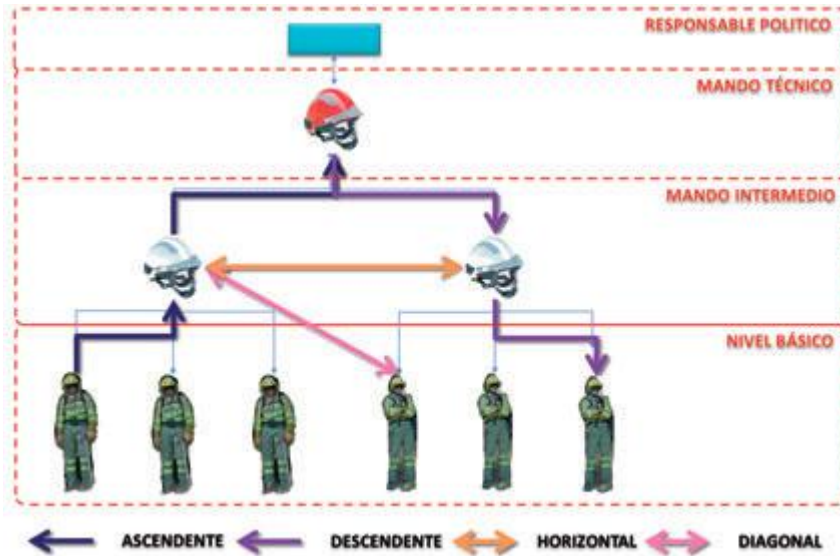 RESPONSABLE POLITICO
MANDO TÉCNICO
MANDO INTERMEDIO
NIVEL BÁSICO
ASCENDENTE DESCENDENTE HORIZONTAL DIAGONAL